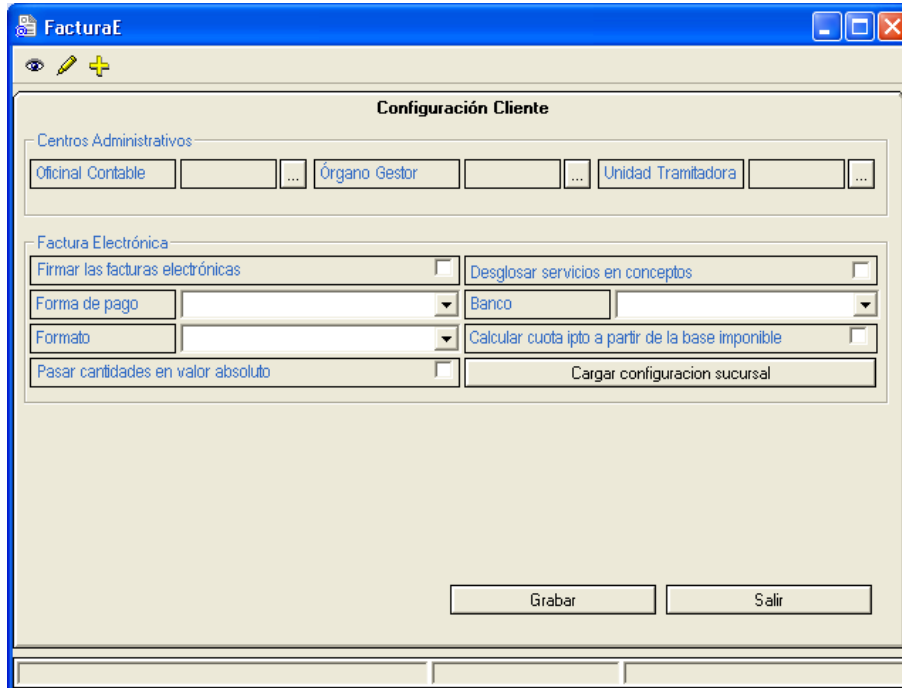 FacturaE
Configuración Cliente
Centros Administrativos
Oficinal Contable ... Órgano Gestor ... Unidad Tramitadora ...
Factura Electrónica
Firmar las facturas electrónicas Desglosar servicios en conceptos
Forma de pago Banco
Formato Calcular cuota ipto a partir de la base imponible
Pasar cantidades en valor absoluto Cargar configuracion sucursal
Grabar Salir